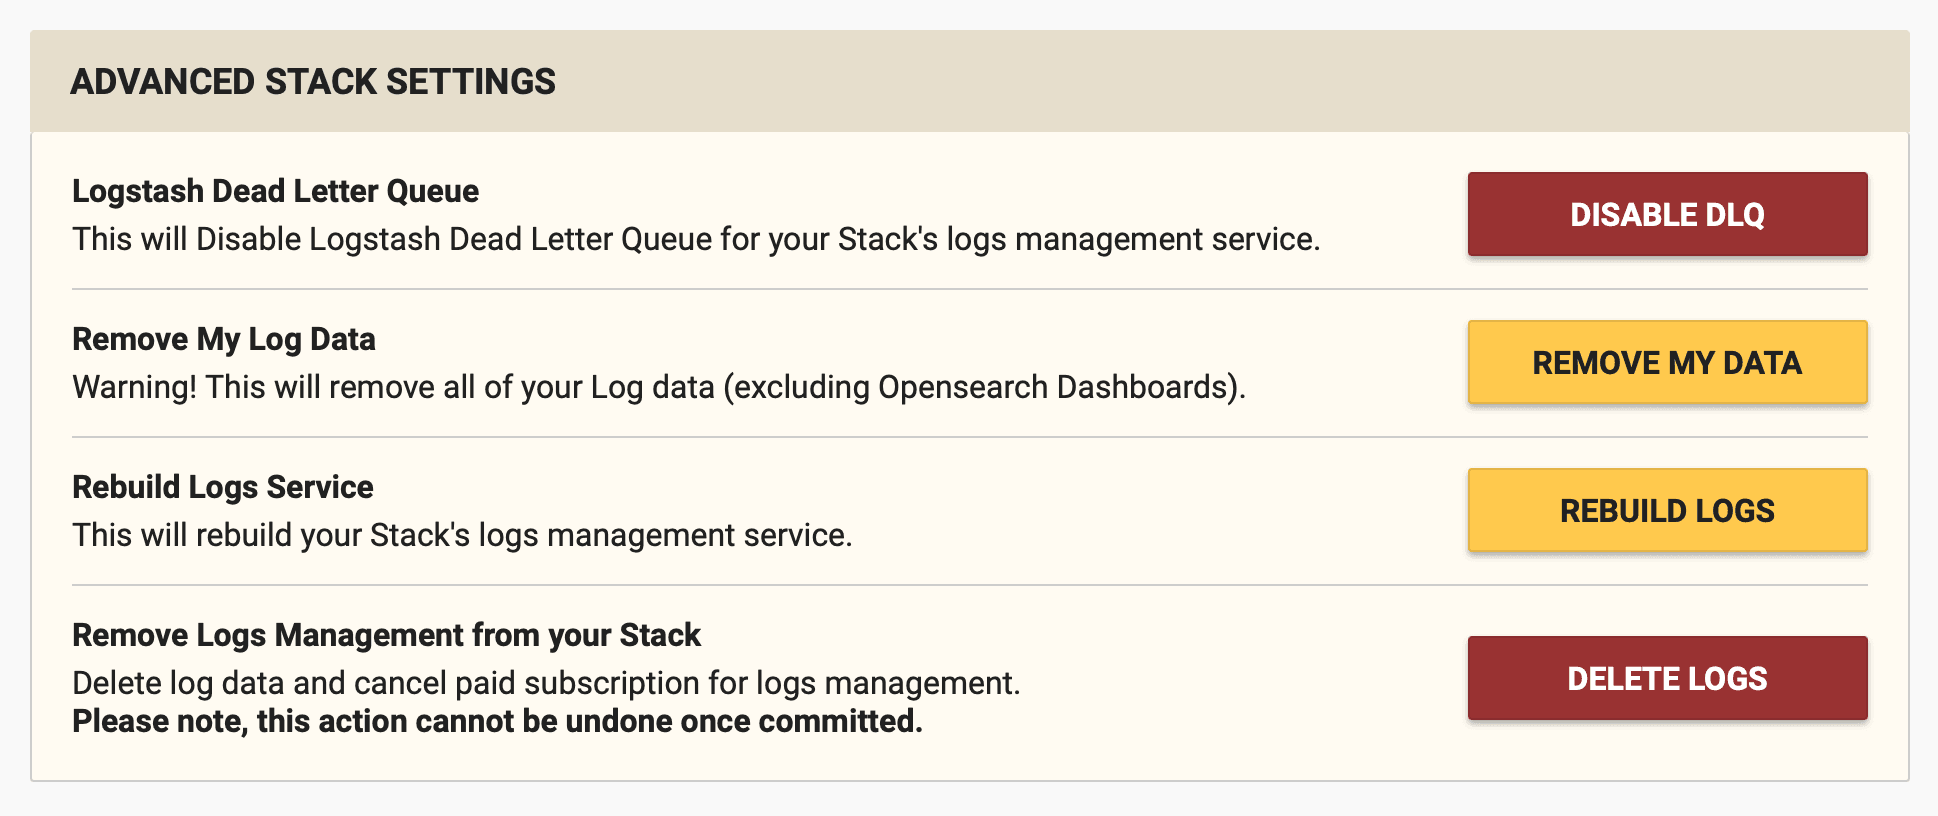 ADVANCED STACK SETTINGS
Logstash Dead Letter Queue
This will Disable Logstash Dead Letter Queue for your Stack's logs management service.
DISABLE DLQ
Remove My Log Data
Warning! This will remove all of your Log data (excluding Opensearch Dashboards).
REMOVE MY DATA
Rebuild Logs Service
This will rebuild your Stack's logs management service.
REBUILD LOGS
Remove Logs Management from your Stack
Delete log data and cancel paid subscription for logs management.
Please note, this action cannot be undone once committed.
DELETE LOGS